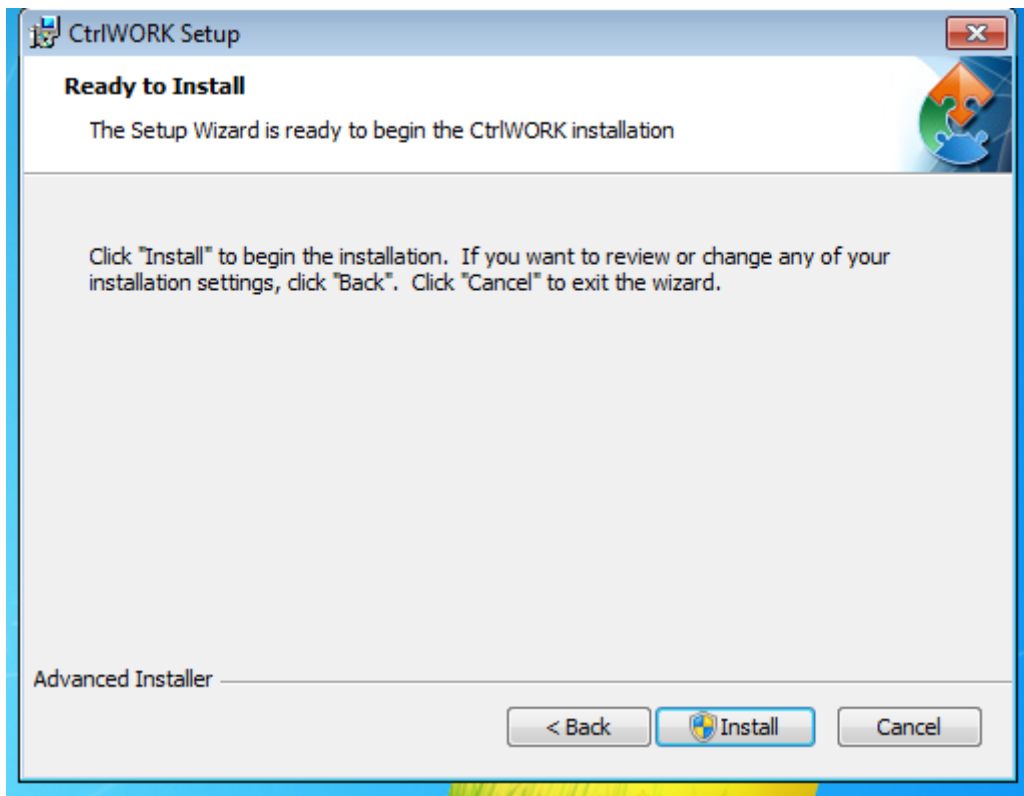 CtrlWORK Setup
Ready to Install
The Setup Wizard is ready to begin the CtrlWORK installation
Click "Install" to begin the installation.  If you want to review or change any of your
installation settings, click "Back".  Click "Cancel" to exit the wizard.
Advanced Installer
< Back Install Cancel